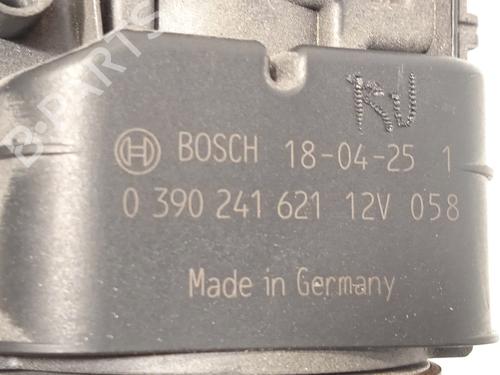 RU
BOSCH 18-04-25 1
0 390 241 621 12V 058
Made in Germany
B-PARTS